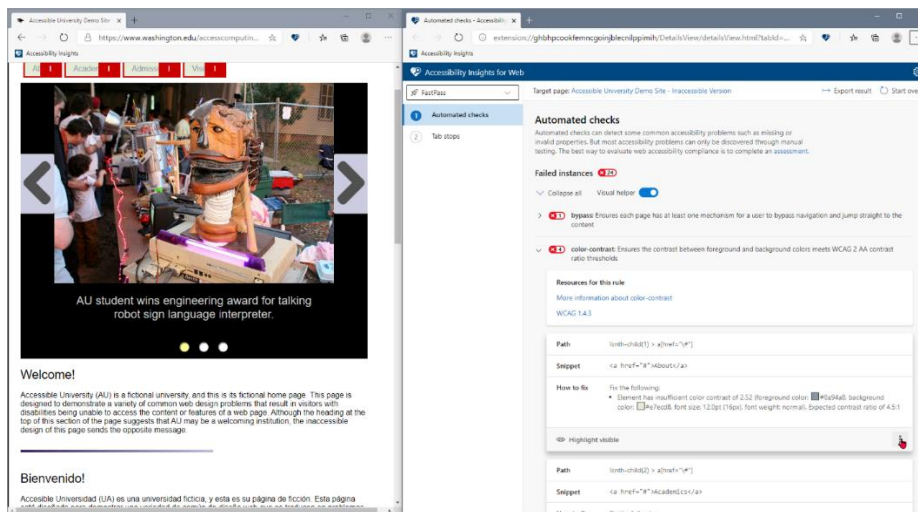 Accessible University Demo Site
https://www.washington.edu/accesscomputin...
Accessibility Insights
Academ
Admiss
AU student wins engineering award for talking
robot sign language interpreter.
Welcome!
Accessible University (AU) is a fictional university, and this is its fictional home page. This page is
designed to demonstrate a variety of common web design problems that result in visitors with
disabilities being unable to access the content or features of a web page. Although the heading at the
top of this section of the page suggests that AU may be a welcoming institution, the inaccessible
design of this page sends the opposite message.
Bienvenido!
Accesible Universidad (UA) es una universidad ficticia, y esta es su página de ficción. Esta página
Automated checks - Accessibility
Accessibility Insights
Accessibility Insights for Web
FastPass
Target page: Accessible University Demo Site - Inaccessible Version
Export result
Start over
1 Automated checks
2 Tab stops
Automated checks
Automated checks can detect some common accessibility problems such as missing or
invalid properties. But most accessibility problems can only be discovered through manual
testing. The best way to evaluate web accessibility compliance is to complete an assessment.
Failed instances
Collapse all
Visual helper
bypass: Ensures each page has at least one mechanism for a user to bypass navigation and jump straight to the
content
color-contrast: Ensures the contrast between foreground and background colors meets WCAG 2 AA contrast
ratio thresholds
Resources for this rule
More information about color-contrast
WCAG 1.4.3
Path
Snippet <a href="#">About</a>
How to fix Fix the following:
• Element has insufficient color contrast of 2.52 (foreground color: #8a94a8, background
color: #e7ecd8, font size: 12.0pt (16px), font weight: normal). Expected contrast ratio of 4.5:1
Highlight visible
Path
Snippet <a href="#">Academics</a>